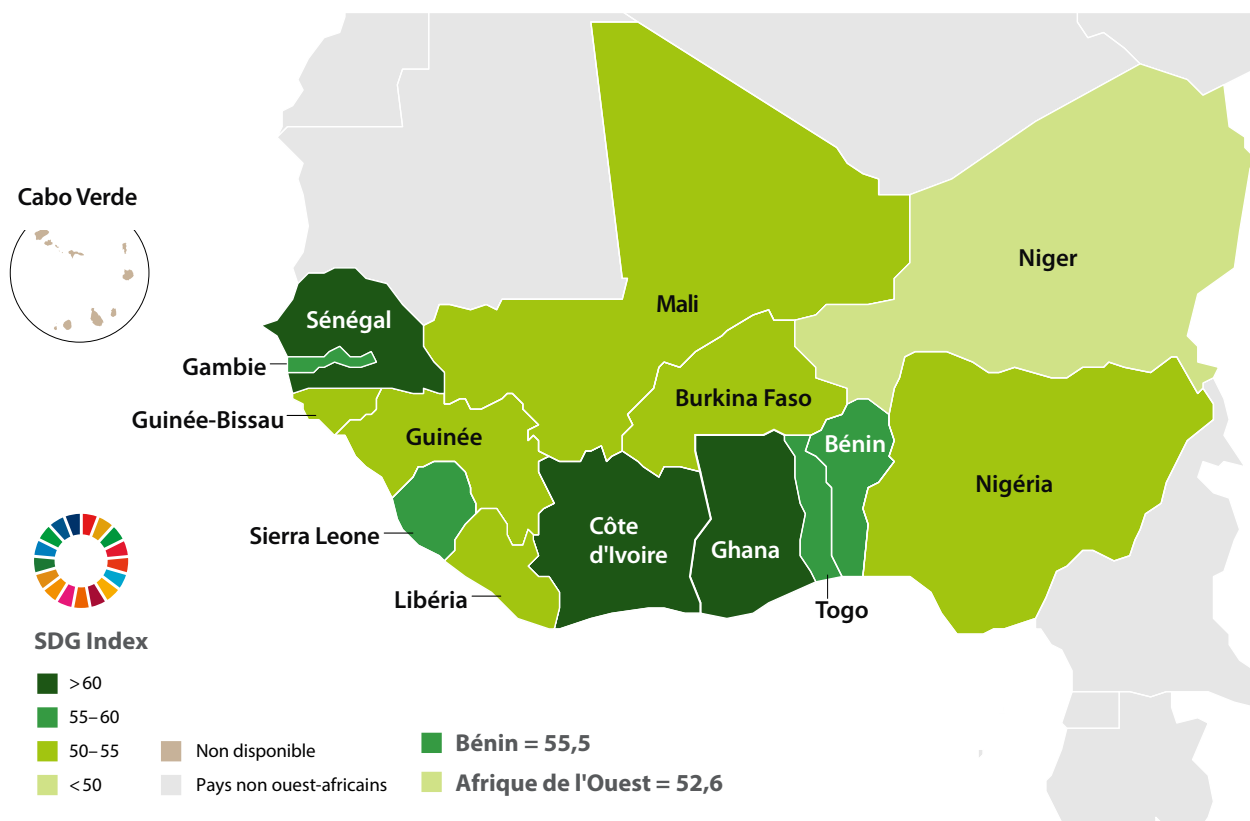 Cabo Verde
Niger
Mali
Sénégal
Gambie
Burkina Faso
Guinée-Bissau
Guinée
Bénin
Nigéria
Côte
d'Ivoire
Sierra Leone
Ghana
Libéria
Togo
SDG Index
>60
55–60
50–55
<50
Non disponible
Pays non ouest-africains
Bénin = 55,5
Afrique de l'Ouest = 52,6